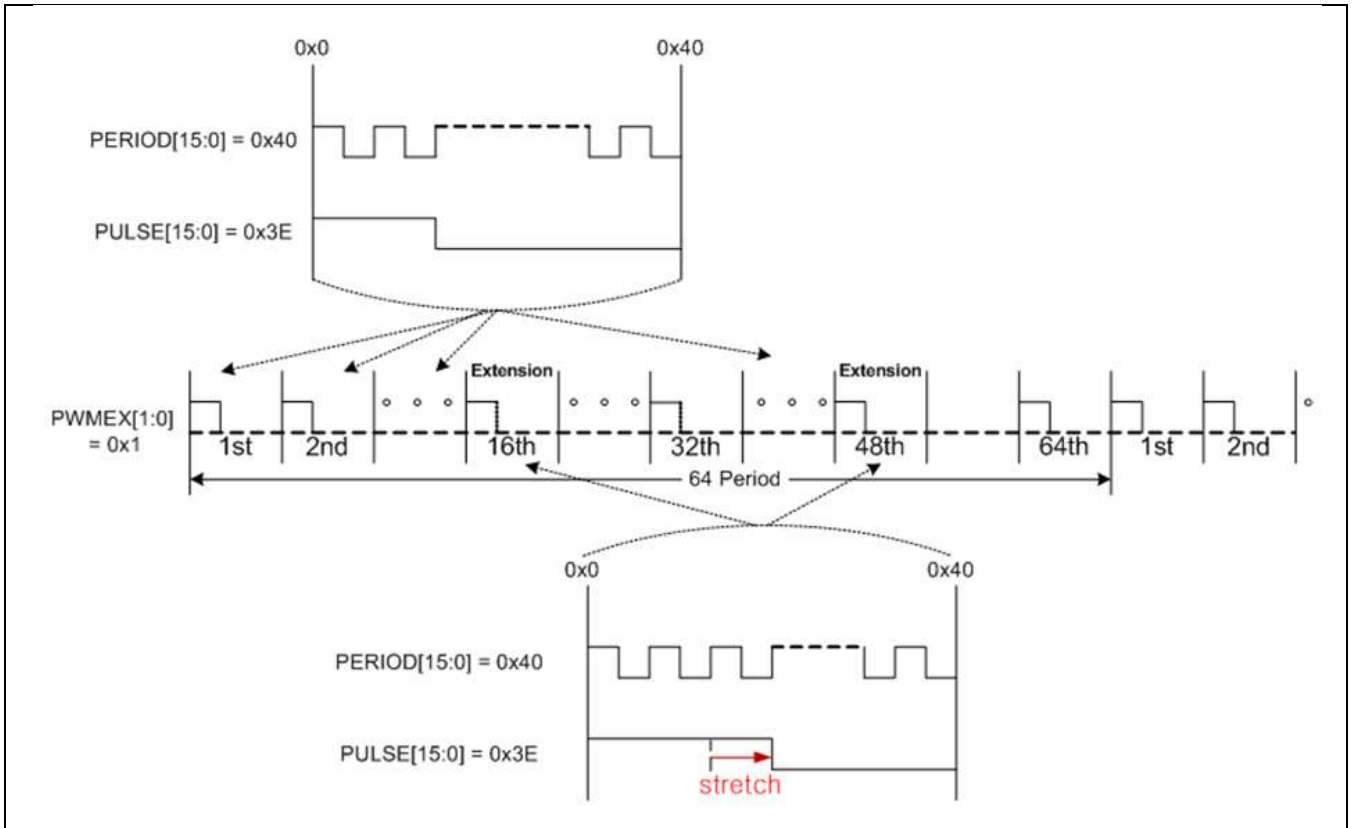 0x0 0x40
PERIOD[15:0] = 0x40
PULSE[15:0] = 0x3E
Extension Extension
PWMEX[1:0]
= 0x1
1st 2nd 16th 32th 48th 64th 1st 2nd
64 Period
0x0 0x40
PERIOD[15:0] = 0x40
PULSE[15:0] = 0x3E
stretch